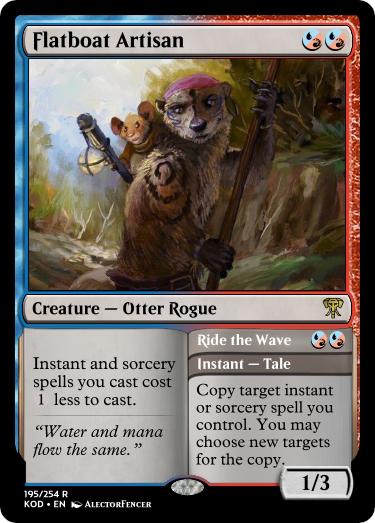 Flatboat Artisan
Creature — Otter Rogue
Instant and sorcery
spells you cast cost
1 less to cast.
“Water and mana
flow the same.”
Ride the Wave
Instant — Tale
Copy target instant
or sorcery spell you
control. You may
choose new targets
for the copy.
1/3
195/254 R
KOD • EN AlectorFencer